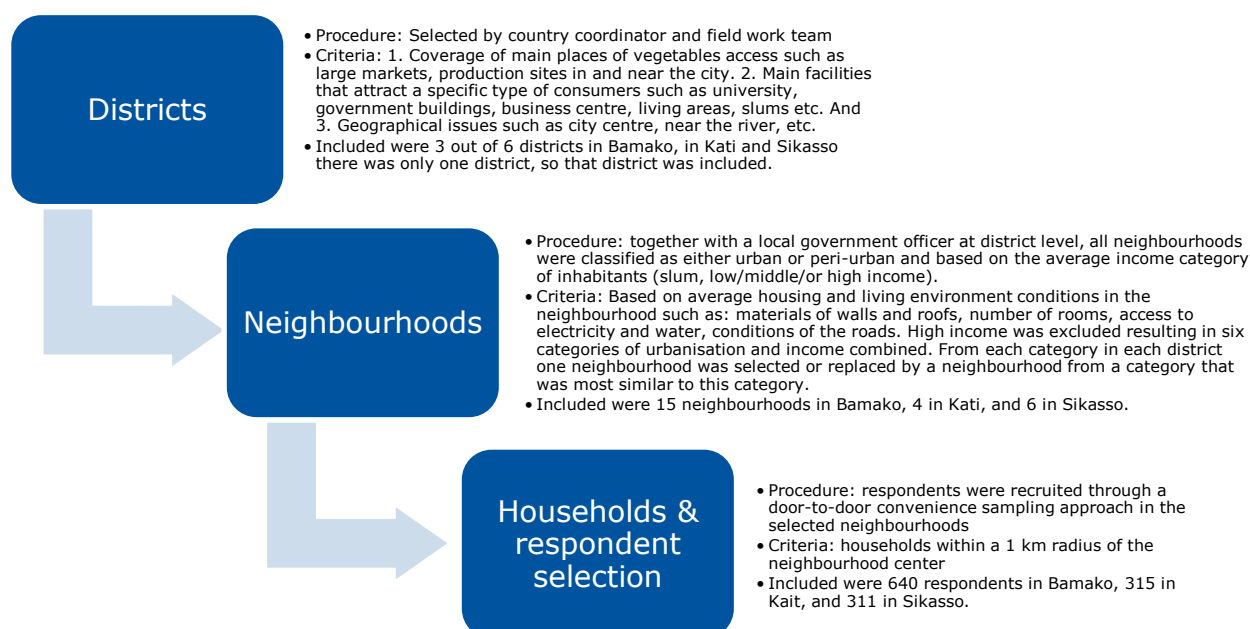 Districts
• Procedure: Selected by country coordinator and field work team
• Criteria: 1. Coverage of main places of vegetables access such as
large markets, production sites in and near the city. 2. Main facilities
that attract a specific type of consumers such as university,
government buildings, business centre, living areas, slums etc. And
3. Geographical issues such as city centre, near the river, etc.
• Included were 3 out of 6 districts in Bamako, in Kati and Sikasso
there was only one district, so that district was included.
Neighbourhoods
• Procedure: together with a local government officer at district level, all neighbourhoods
were classified as either urban or peri-urban and based on the average income category
of inhabitants (slum, low/middle/or high income).
• Criteria: Based on average housing and living environment conditions in the
neighbourhood such as: materials of walls and roofs, number of rooms, access to
electricity and water, conditions of the roads. High income was excluded resulting in six
categories of urbanisation and income combined. From each category in each district
one neighbourhood was selected or replaced by a neighbourhood from a category that
was most similar to this category.
• Included were 15 neighbourhoods in Bamako, 4 in Kati, and 6 in Sikasso.
Households &
respondent
selection
• Procedure: respondents were recruited through a
door-to-door convenience sampling approach in the
selected neighbourhoods
• Criteria: households within a 1 km radius of the
neighbourhood center
• Included were 640 respondents in Bamako, 315 in
Kait, and 311 in Sikasso.